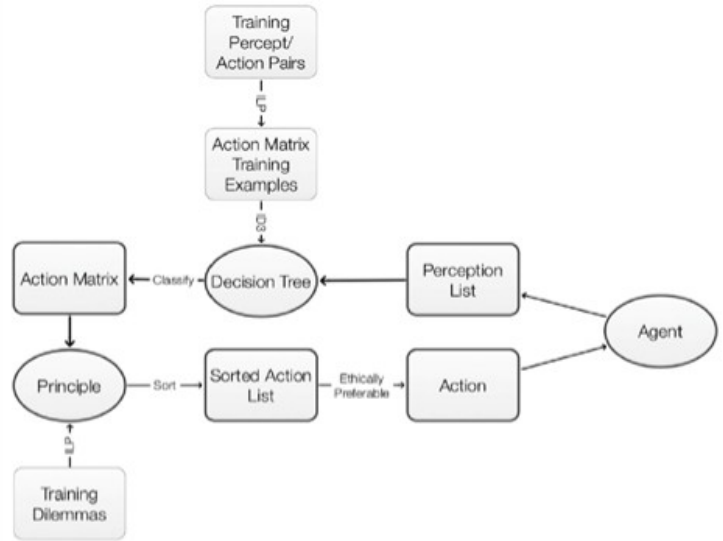 Training
Percept/
Action Pairs
ILP
Action Matrix
Training
Examples
ID3
Action Matrix
Classify
Decision Tree
Perception
List
Agent
Principle
Sort
Sorted Action
List
Ethically
Preferable
Action
ILP
Training
Dilemmas